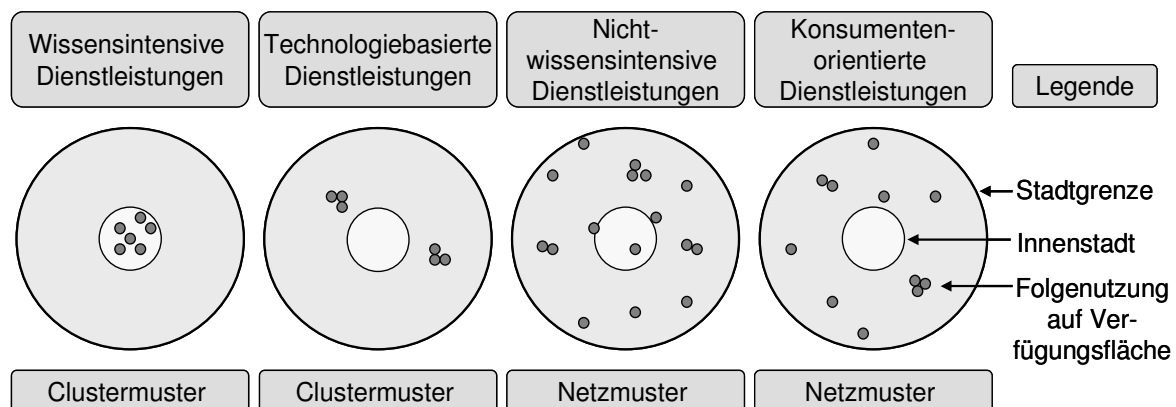 Wissensintensive
Dienstleistungen
Technologiebasierte
Dienstleistungen
Nicht-
wissensintensive
Dienstleistungen
Konsumenten-
orientierte
Dienstleistungen
Legende
Stadtgrenze
Innenstadt
Folgenutzung
auf Ver-
fügungsfläche
Clustermuster
Clustermuster
Netzmuster
Netzmuster